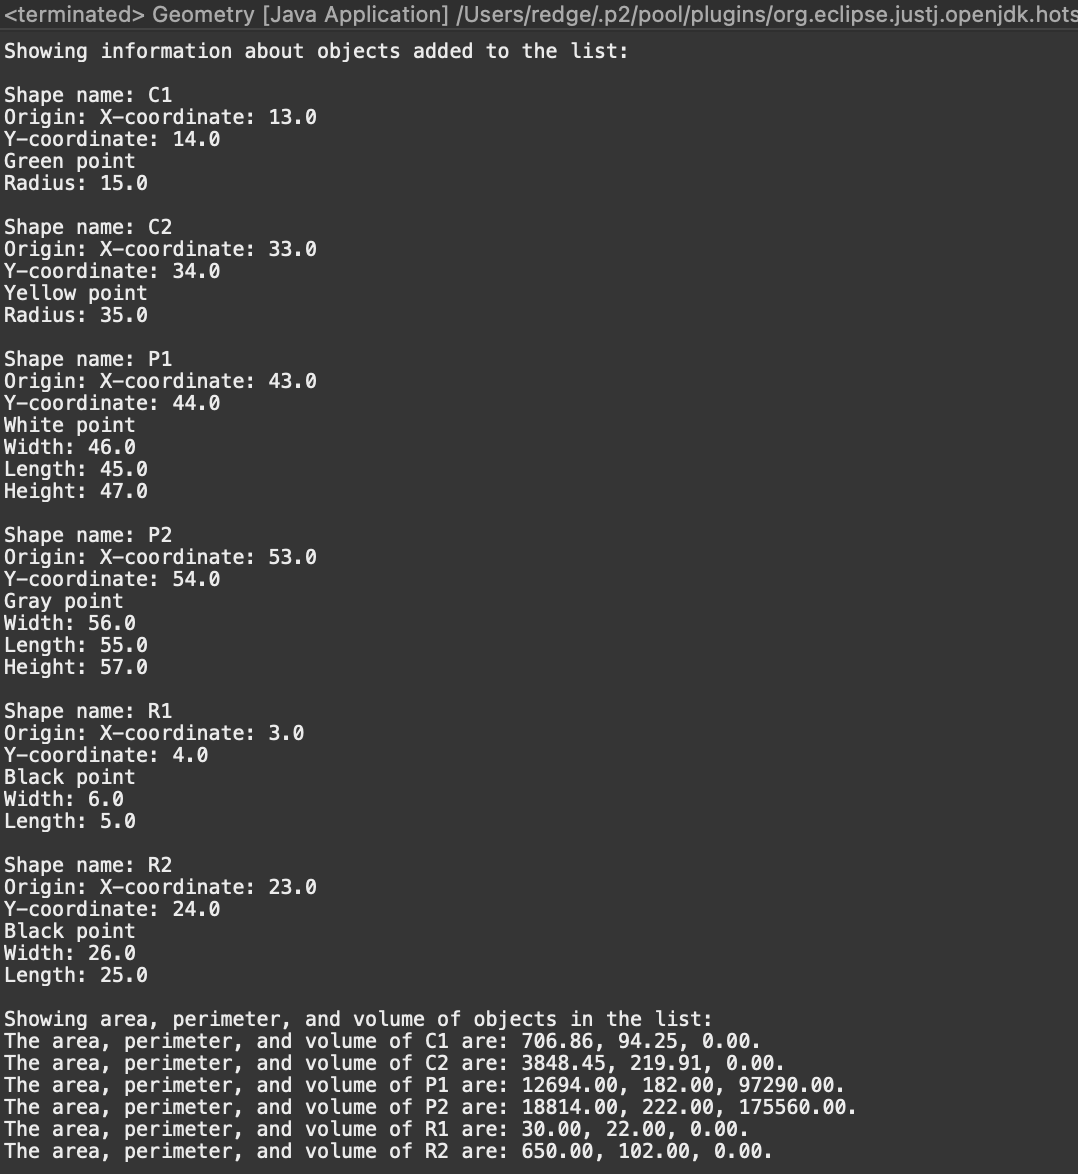 <terminated> Geometry [Java Application] /Users/redge/.p2/pool/plugins/org.eclipse.justj.openjdk.hots
Showing information about objects added to the list:
Shape name: C1
Origin: X-coordinate: 13.0
Y-coordinate: 14.0
Green point
Radius: 15.0
Shape name: C2
Origin: X-coordinate: 33.0
Y-coordinate: 34.0
Yellow point
Radius: 35.0
Shape name: P1
Origin: X-coordinate: 43.0
Y-coordinate: 44.0
White point
Width: 46.0
Length: 45.0
Height: 47.0
Shape name: P2
Origin: X-coordinate: 53.0
Y-coordinate: 54.0
Gray point
Width: 56.0
Length: 55.0
Height: 57.0
Shape name: R1
Origin: X-coordinate: 3.0
Y-coordinate: 4.0
Black point
Width: 6.0
Length: 5.0
Shape name: R2
Origin: X-coordinate: 23.0
Y-coordinate: 24.0
Black point
Width: 26.0
Length: 25.0
Showing area, perimeter, and volume of objects in the list:
The area, perimeter, and volume of C1 are: 706.86, 94.25, 0.00.
The area, perimeter, and volume of C2 are: 3848.45, 219.91, 0.00.
The area, perimeter, and volume of P1 are: 12694.00, 182.00, 97290.00.
The area, perimeter, and volume of P2 are: 18814.00, 222.00, 175560.00.
The area, perimeter, and volume of R1 are: 30.00, 22.00, 0.00.
The area, perimeter, and volume of R2 are: 650.00, 102.00, 0.00.